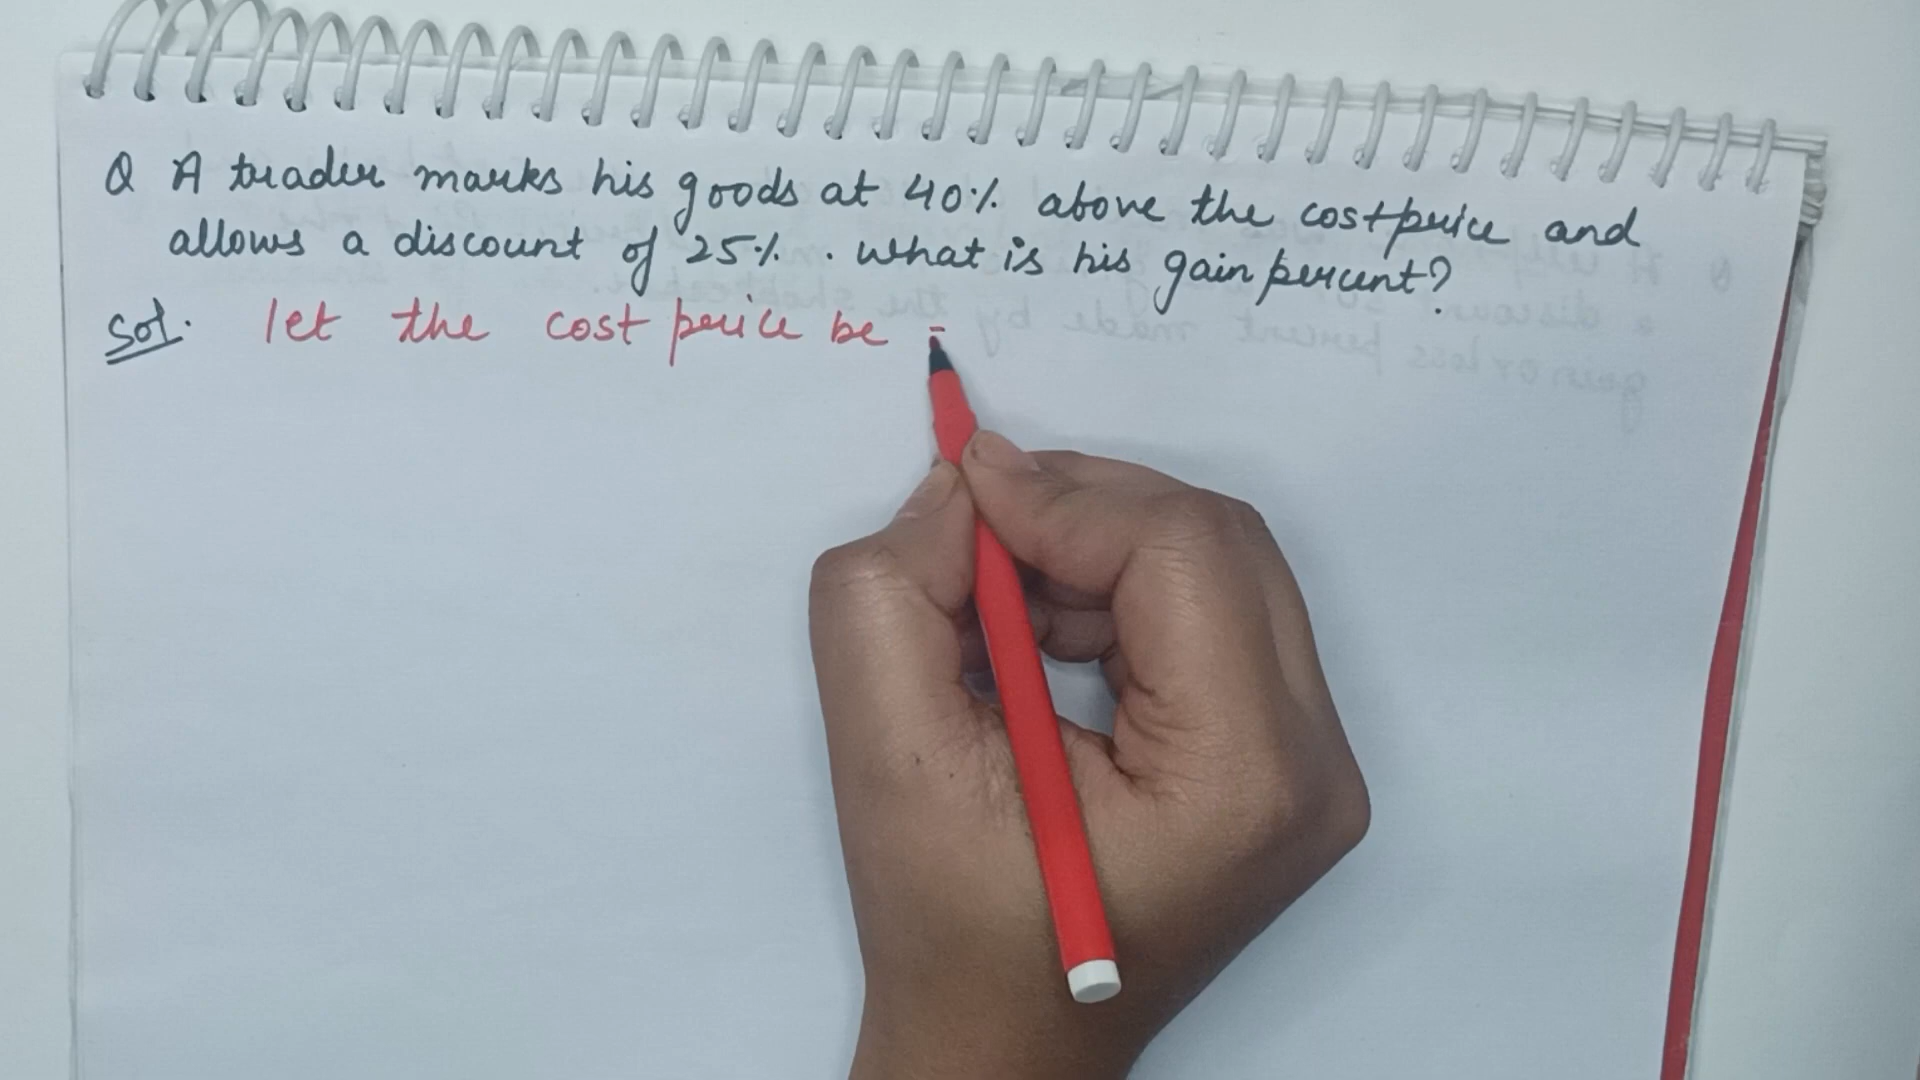 Q A trader marks his goods at 40% above the cost price and
allows a discount of 25%. what is his gain percent?
Sol. let the cost price be =